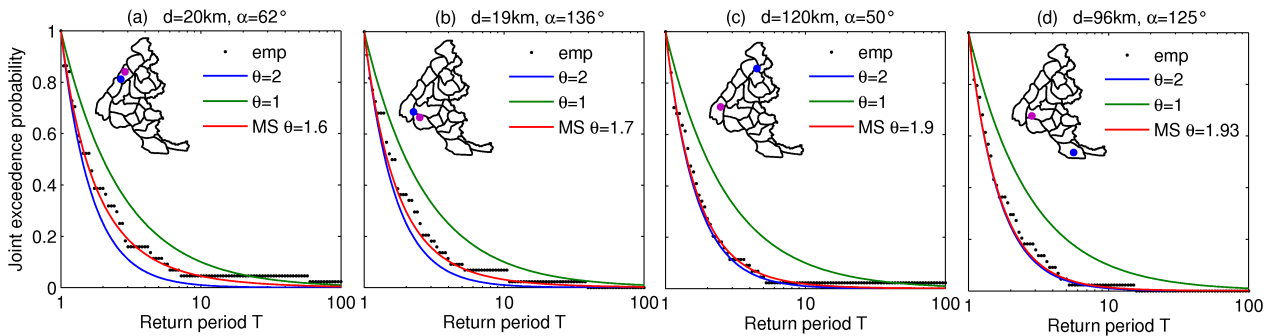 (a) d=20km, α=62°
(b) d=19km, α=136°
(c) d=120km, α=50°
(d) d=96km, α=125°
Joint exceedence probability
1
0.8
0.6
0.4
0.2
0
emp
θ=2
θ=1
MS θ=1.6
1 10 100
Return period T
emp
θ=2
θ=1
MS θ=1.7
1 10 100
Return period T
emp
θ=2
θ=1
MS θ=1.9
1 10 100
Return period T
emp
θ=2
θ=1
MS θ=1.93
1 10 100
Return period T